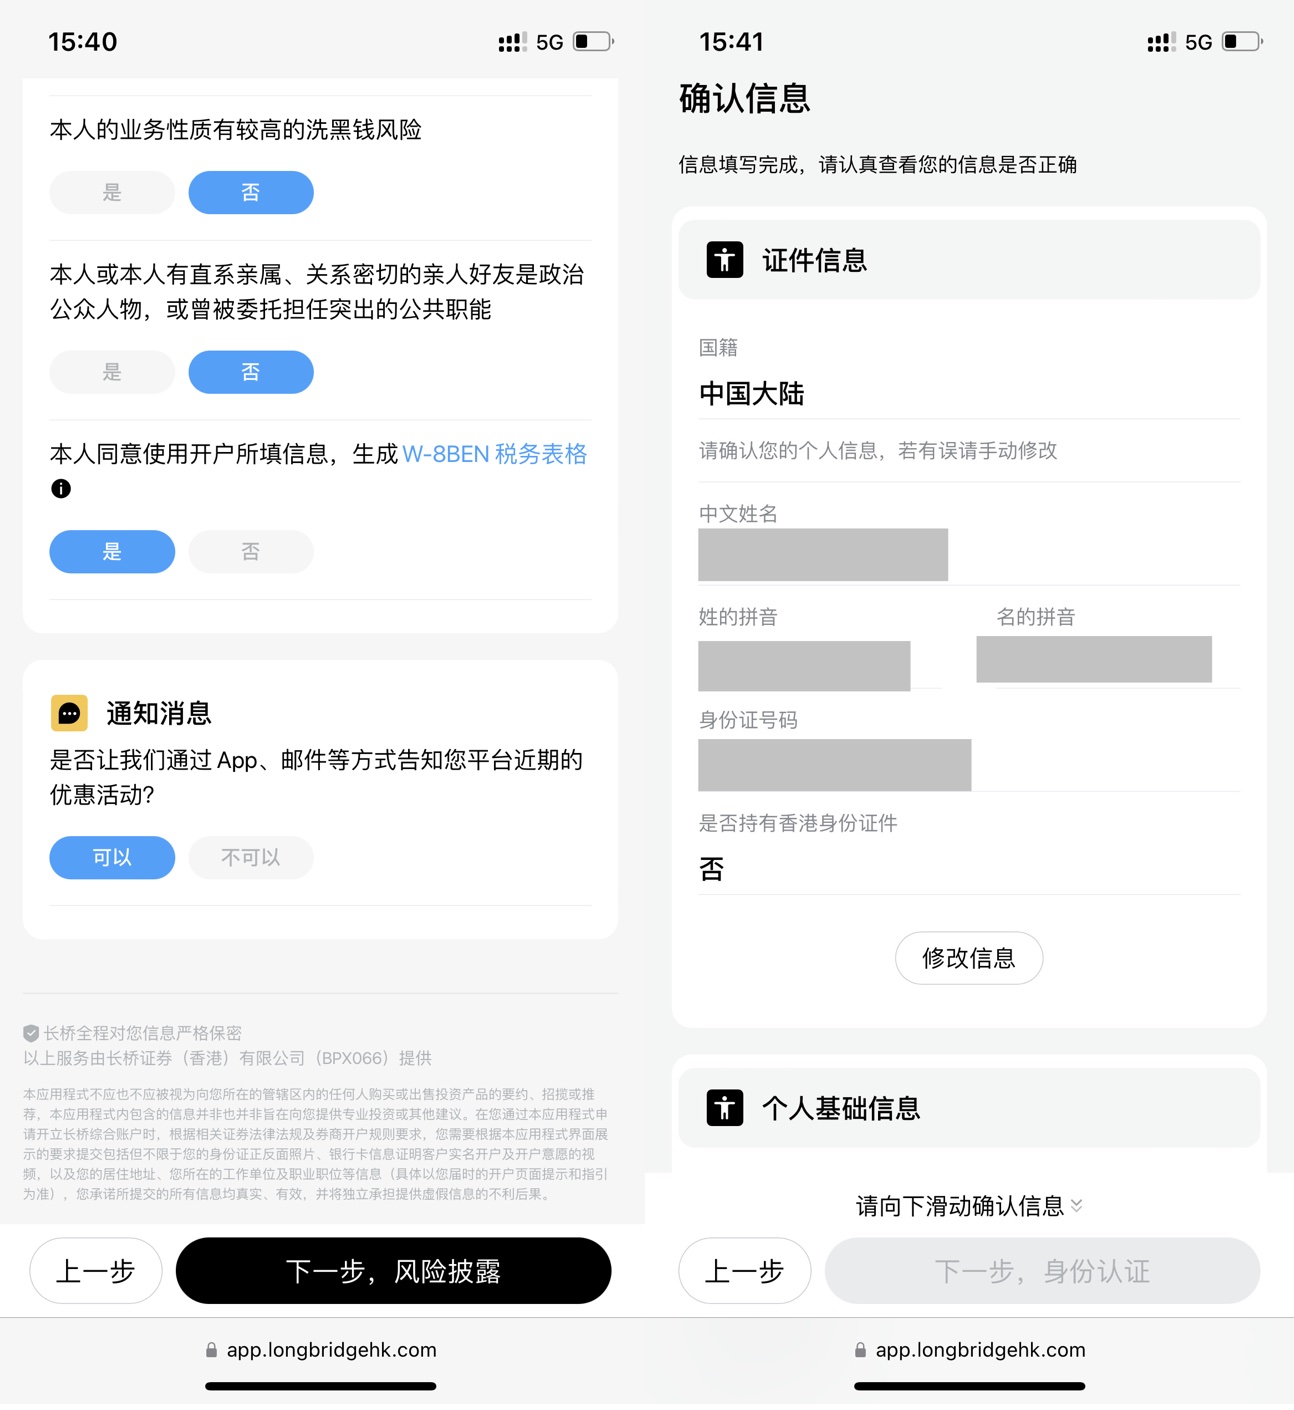 15:40
5G
本人的业务性质有较高的洗黑钱风险
是
否
本人或本人有直系亲属、关系密切的亲人好友是政治
公众人物，或曾被委托担任突出的公共职能
是
否
本人同意使用开户所填信息，生成 W-8BEN 税务表格
是
否
通知消息
是否让我们通过 App、邮件等方式告知您平台近期的
优惠活动?
可以
不可以
长桥全程对您信息严格保密
以上服务由长桥证券（香港）有限公司（BPX066）提供
本应用程式不应也不应被视为向您所在的管辖区内的任何人购买或出售投资产品的要约、招揽或推
荐，本应用程式内包含的信息并非也并非旨在向您提供专业投资或其他建议。在您通过本应用程式申
请开立长桥综合账户时，根据相关证券法律法规及券商开户规则要求，您需要根据本应用程式界面展
示的要求提交包括但不限于您的身份证正反面照片、银行卡信息证明客户实名开户及开户意愿的视
频，以及您的居住地址、您所在的工作单位及职业职位等信息（具体以您届时的开户页面提示和指引
为准），您承诺所提交的所有信息均真实、有效，并将独立承担提供虚假信息的不利后果。
上一步
下一步，风险披露
app.longbridgehk.com
15:41
5G
确认信息
信息填写完成，请认真查看您的信息是否正确
证件信息
国籍
中国大陆
请确认您的个人信息，若有误请手动修改
中文姓名
姓的拼音
名的拼音
身份证号码
是否持有香港身份证件
否
修改信息
个人基础信息
请向下滑动确认信息
上一步
下一步，身份认证
app.longbridgehk.com